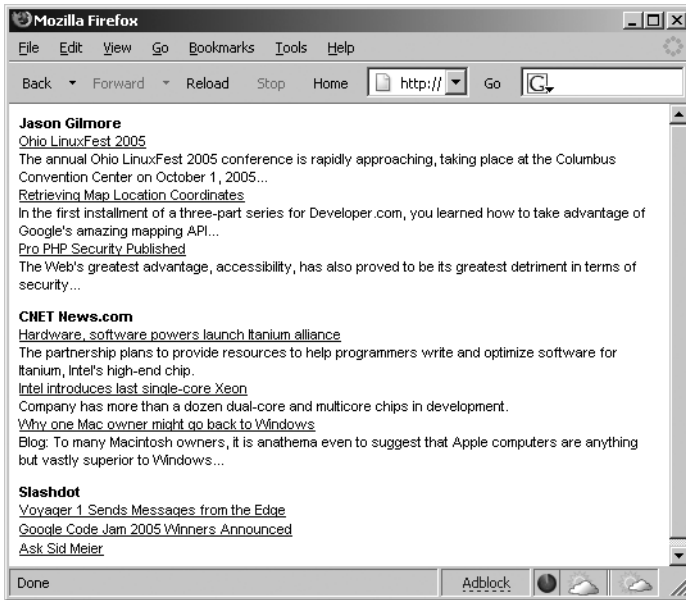 Mozilla Firefox
File Edit View Go Bookmarks Tools Help
Back Forward Reload Stop Home http:// Go G
Jason Gilmore
Ohio LinuxFest 2005
The annual Ohio LinuxFest 2005 conference is rapidly approaching, taking place at the Columbus
Convention Center on October 1, 2005...
Retrieving Map Location Coordinates
In the first installment of a three-part series for Developer.com, you learned how to take advantage of
Google's amazing mapping API...
Pro PHP Security Published
The Web's greatest advantage, accessibility, has also proved to be its greatest detriment in terms of
security...
CNET News.com
Hardware, software powers launch Itanium alliance
The partnership plans to provide resources to help programmers write and optimize software for
Itanium, Intel's high-end chip.
Intel introduces last single-core Xeon
Company has more than a dozen dual-core and multicore chips in development.
Why one Mac owner might go back to Windows
Blog: To many Macintosh owners, it is anathema even to suggest that Apple computers are anything
but vastly superior to Windows...
Slashdot
Voyager 1 Sends Messages from the Edge
Google Code Jam 2005 Winners Announced
Ask Sid Meier
Done Adblock